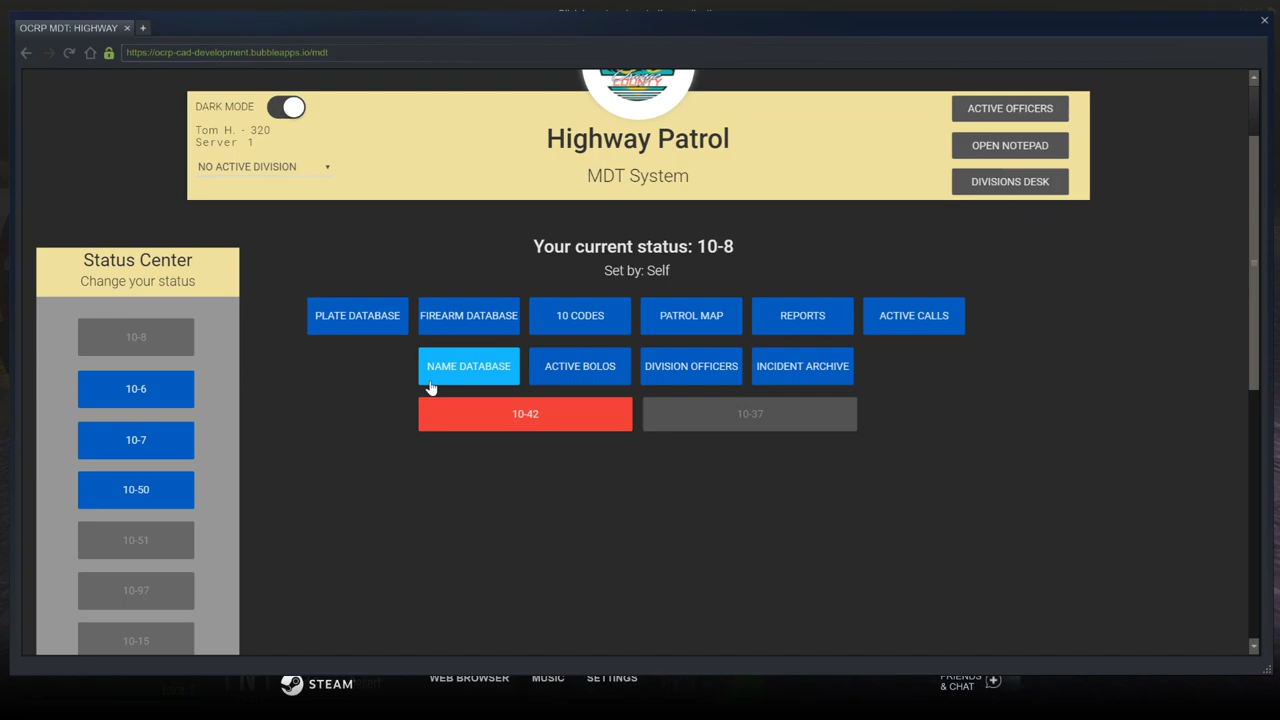 OCRP MDT: HIGHWAY
https://ocrp-cad-development.bubbleapps.io/mdt
COUNTY
DARK MODE
Tom H. - 320
Server 1
NO ACTIVE DIVISION
Highway Patrol
MDT System
ACTIVE OFFICERS
OPEN NOTEPAD
DIVISIONS DESK
Status Center
Change your status
10-8
10-6
10-7
10-50
10-51
10-97
10-15
Your current status: 10-8
Set by: Self
PLATE DATABASE
FIREARM DATABASE
10 CODES
PATROL MAP
REPORTS
ACTIVE CALLS
NAME DATABASE
ACTIVE BOLOS
DIVISION OFFICERS
INCIDENT ARCHIVE
10-42
10-37
STEAM
WEB BROWSER
MUSIC
SETTINGS
FRIENDS
& CHAT